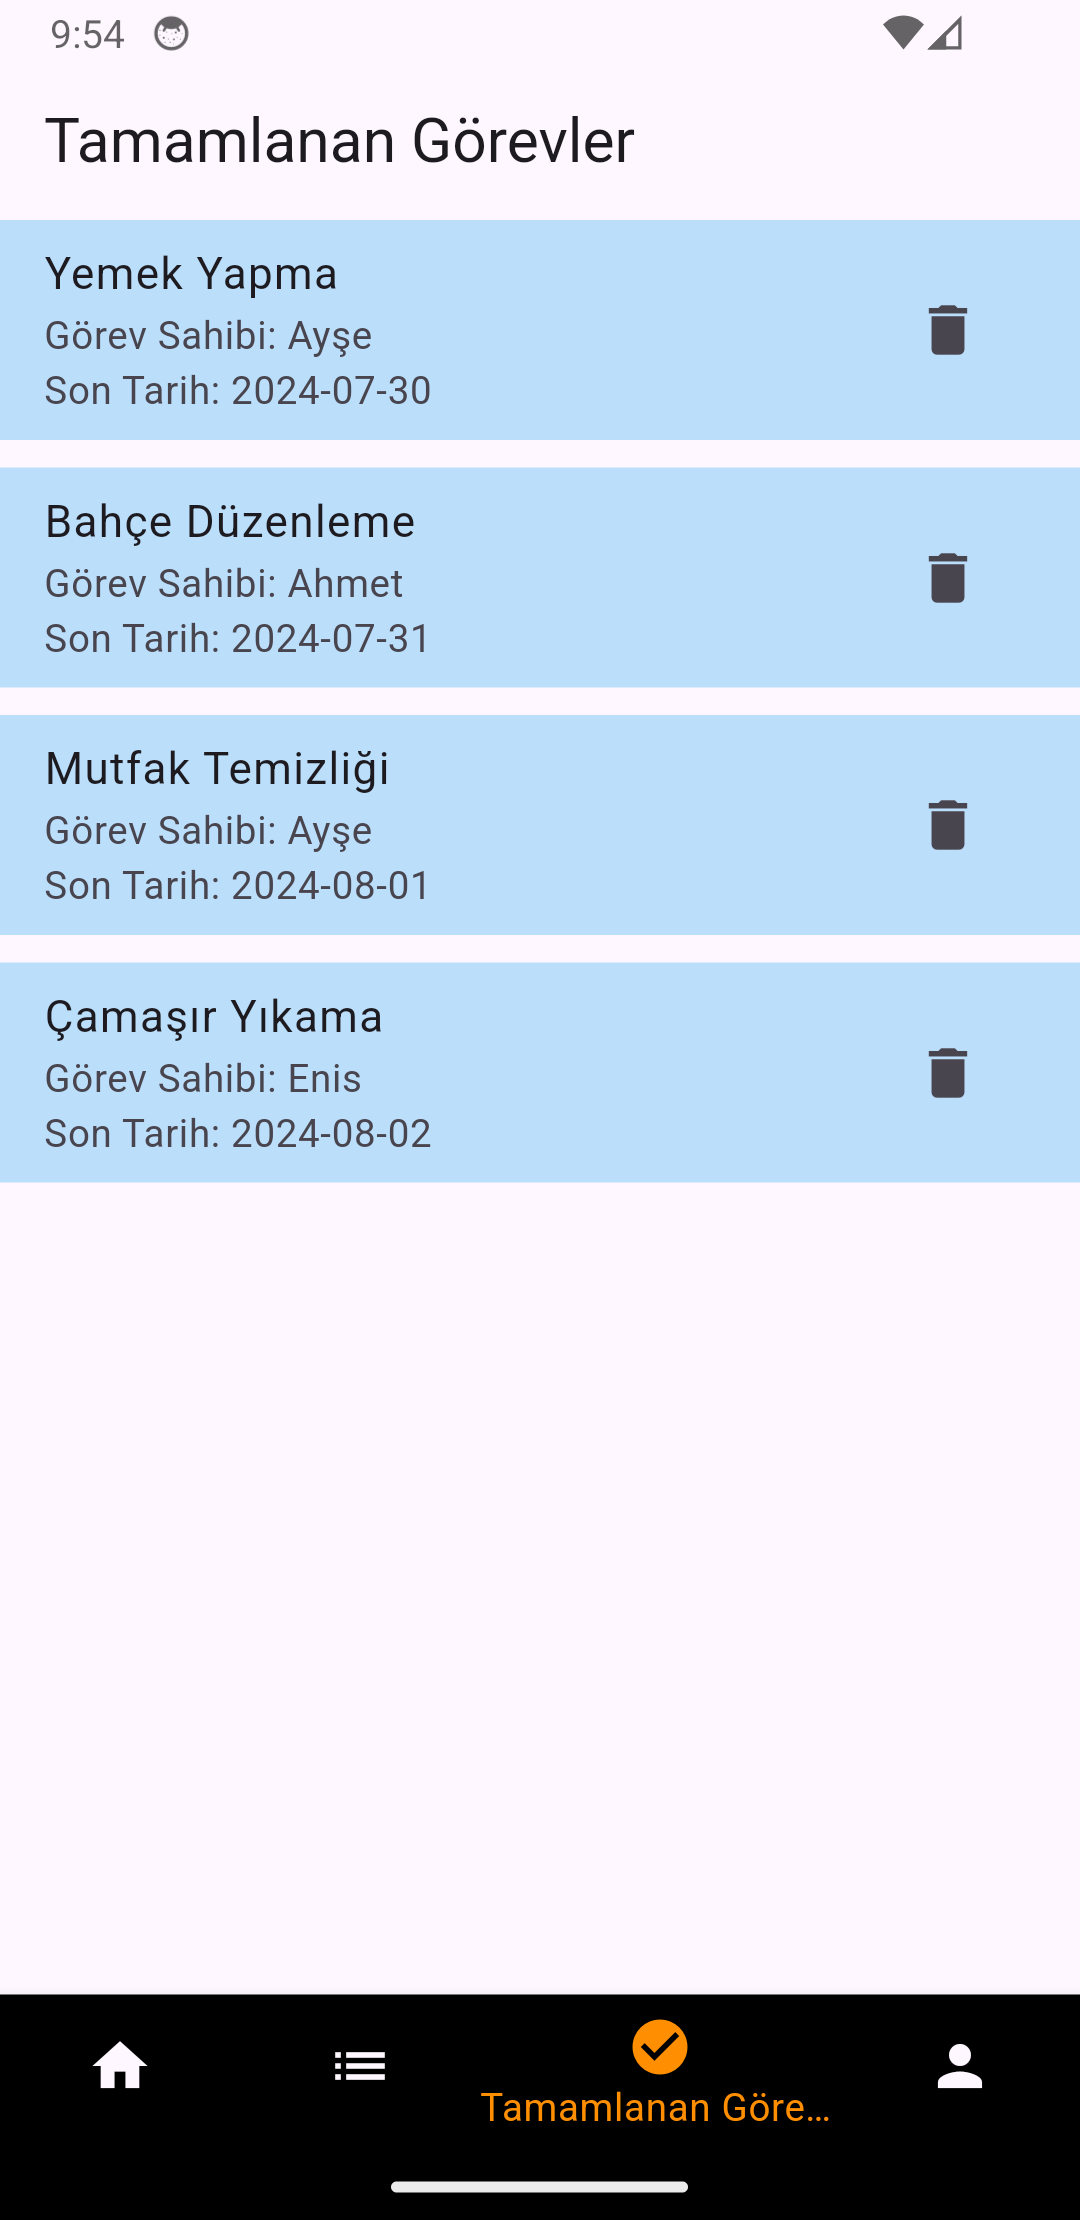 9:54
Tamamlanan Görevler
Yemek Yapma
Görev Sahibi: Ayşe
Son Tarih: 2024-07-30
Bahçe Düzenleme
Görev Sahibi: Ahmet
Son Tarih: 2024-07-31
Mutfak Temizliği
Görev Sahibi: Ayşe
Son Tarih: 2024-08-01
Çamaşır Yıkama
Görev Sahibi: Enis
Son Tarih: 2024-08-02
Tamamlanan Göre...